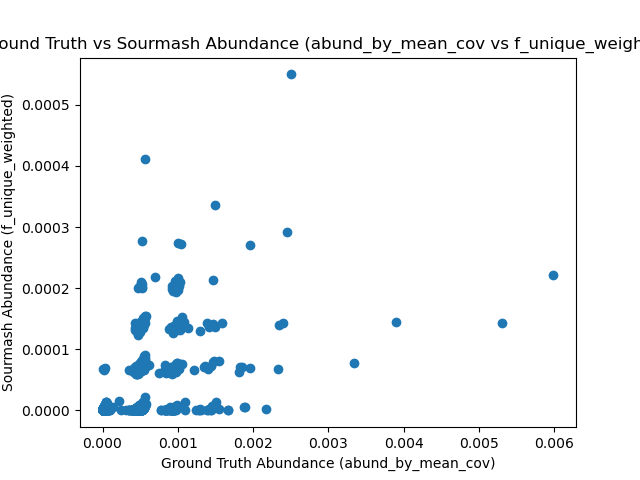 ound Truth vs Sourmash Abundance (abund_by_mean_cov vs f_unique_weigh
Sourmash Abundance (f_unique_weighted)
0.0005
0.0004
0.0003
0.0002
0.0001
0.0000
0.000 0.001 0.002 0.003 0.004 0.005 0.006
Ground Truth Abundance (abund_by_mean_cov)